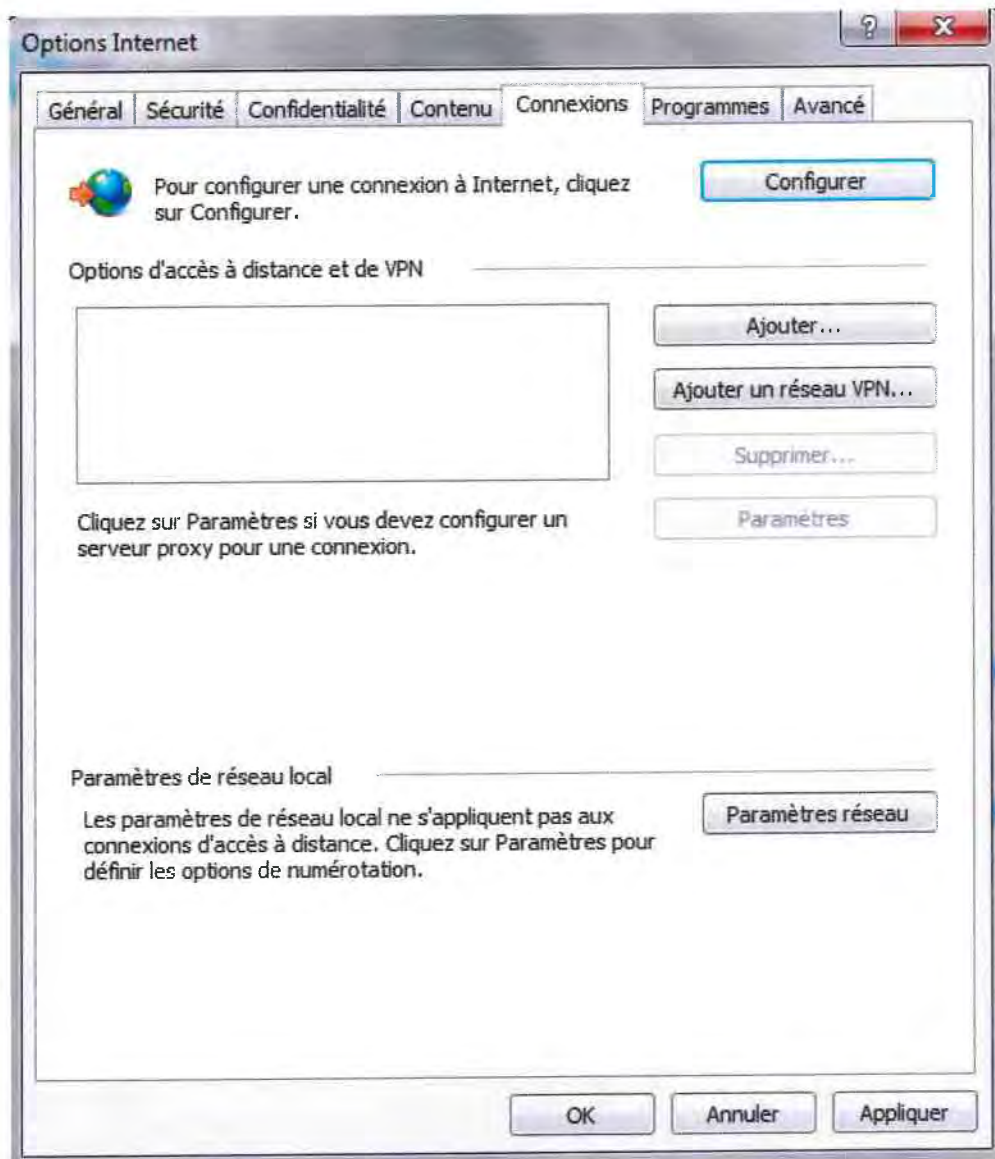 Options Internet
?
X
Général Sécurité Confidentialité Contenu Connexions Programmes Avancé
Pour configurer une connexion à Internet, cliquez
sur Configurer.
Configurer
Options d'accès à distance et de VPN
Ajouter...
Ajouter un réseau VPN...
Supprimer...
Paramètres
Cliquez sur Paramètres si vous devez configurer un
serveur proxy pour une connexion.
Paramètres de réseau local
Les paramètres de réseau local ne s'appliquent pas aux
connexions d'accès à distance. Cliquez sur Paramètres pour
définir les options de numérotation.
Paramètres réseau
OK Annuler Appliquer